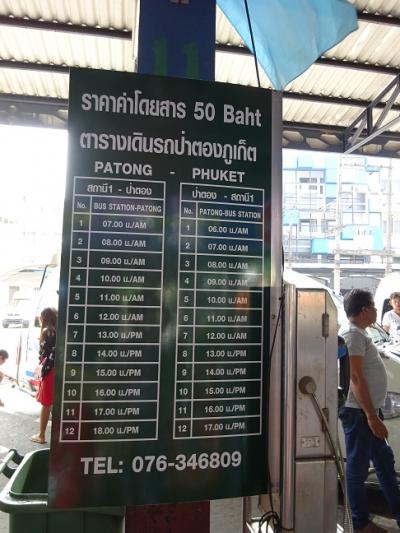 ราคาค่าโดยสาร 50 Baht
ตารางเดินรถป่าตองภูเก็ต
PATONG - PHUKET
สถานี1 - ป่าตอง
No. BUS STATION-PATONG
1 07.00 น./AM
2 08.00 น./AM
3 09.00 น./AM
4 10.00 น./AM
5 11.00 น./AM
6 12.00 น./AM
7 13.00 น./PM
8 14.00 น./PM
9 15.00 น./PM
10 16.00 น./PM
11 17.00 น./PM
12 18.00 น./PM
ป่าตอง - สถานี1
No. PATONG-BUS STATION
1 06.00 น./AM
2 07.00 น./AM
3 08.00 น./AM
4 09.00 น./AM
5 10.00 น./AM
6 11.00 น./AM
7 12.00 น./AM
8 13.00 น./PM
9 14.00 น./PM
10 15.00 น./PM
11 16.00 น./PM
12 17.00 น./PM
TEL: 076-346809